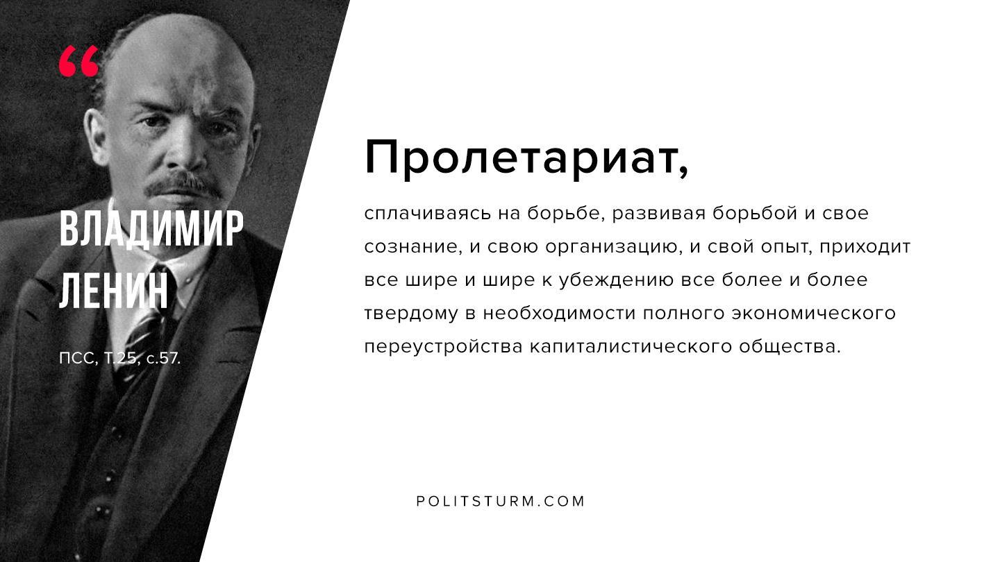 “
ВЛАДИМИР
ЛЕНИН
ПСС, Т.25, с.57.
Пролетариат,
сплачиваясь на борьбе, развивая борьбой и свое
сознание, и свою организацию, и свой опыт, приходит
все шире и шире к убеждению все более и более
твердому в необходимости полного экономического
переустройства капиталистического общества.
POLITSTURM.COM